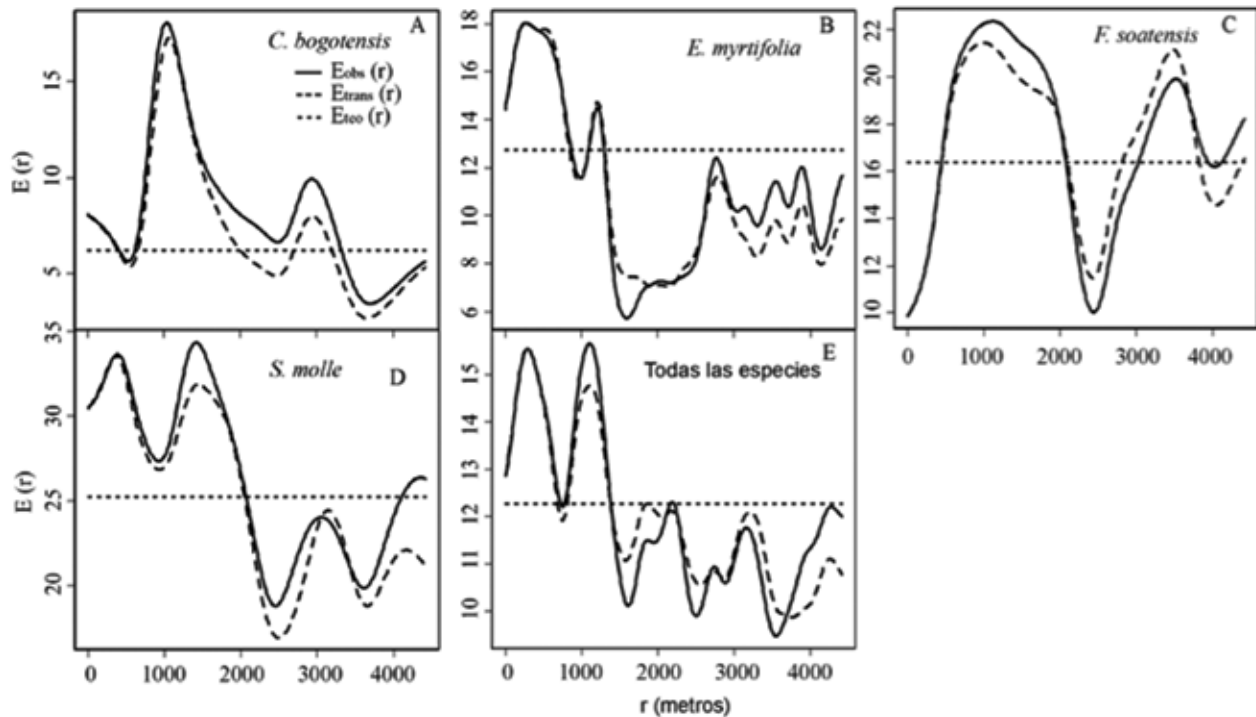 A
C. bogotensis
Eobs (r)
Etrans (r)
Eteo (r)
E (r)
15
10
5
B
E. myrtifolia
18
16
14
12
10
8
6
C
F. soatensis
22
20
18
16
14
12
10
0 1000 2000 3000 4000
D
S. molle
E (r)
35
30
25
20
0 1000 2000 3000 4000
E
Todas las especies
15
14
13
12
11
10
0 1000 2000 3000 4000
r (metros)